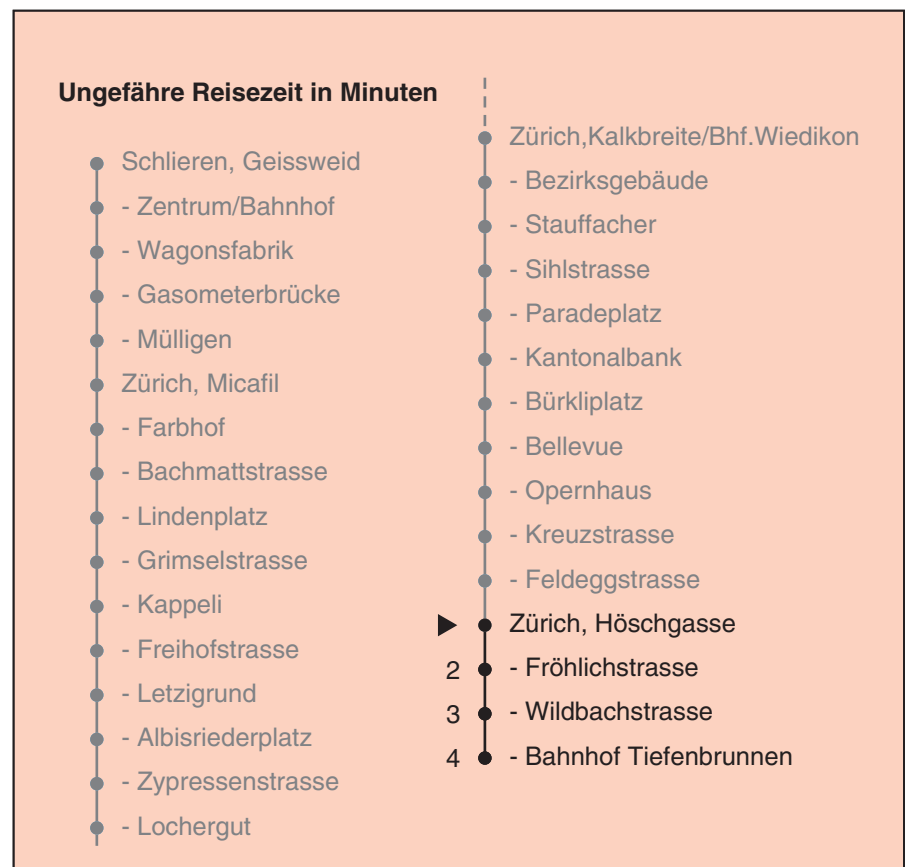 Ungefähre Reisezeit in Minuten
Schlieren, Geissweid
- Zentrum/Bahnhof
- Wagonsfabrik
- Gasometerbrücke
- Mülligen
Zürich, Micafil
- Farbhof
- Bachmattstrasse
- Lindenplatz
- Grimselstrasse
- Kappeli
- Freihofstrasse
- Letzigrund
- Albisriederplatz
- Zypressenstrasse
- Lochergut
Zürich,Kalkbreite/Bhf.Wiedikon
- Bezirksgebäude
- Stauffacher
- Sihlstrasse
- Paradeplatz
- Kantonalbank
- Bürkliplatz
- Bellevue
- Opernhaus
- Kreuzstrasse
- Feldeggstrasse
Zürich, Höschgasse
2 - Fröhlichstrasse
3 - Wildbachstrasse
4 - Bahnhof Tiefenbrunnen